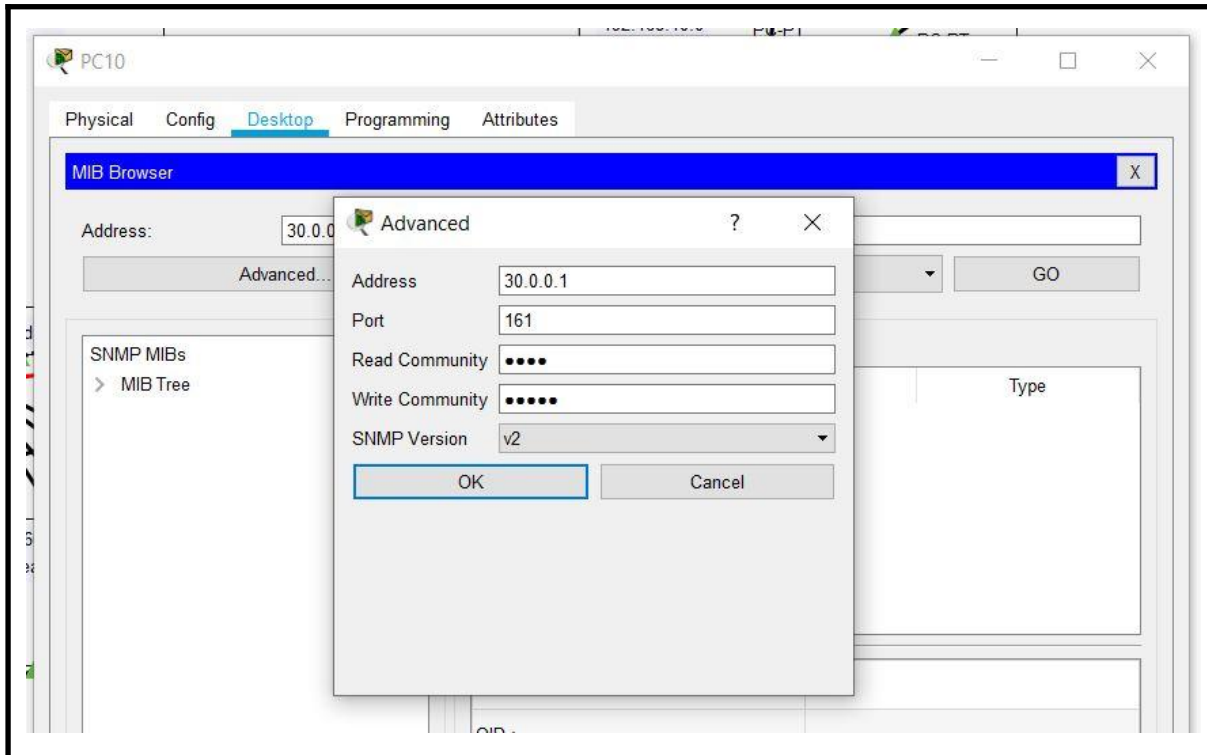 PC10
Physical Config Desktop Programming Attributes
MIB Browser X
Address: 30.0.0
Advanced... GO
SNMP MIBs
MIB Tree
Type
Advanced ?
Address 30.0.0.1
Port 161
Read Community ••••
Write Community •••••
SNMP Version v2
OK Cancel